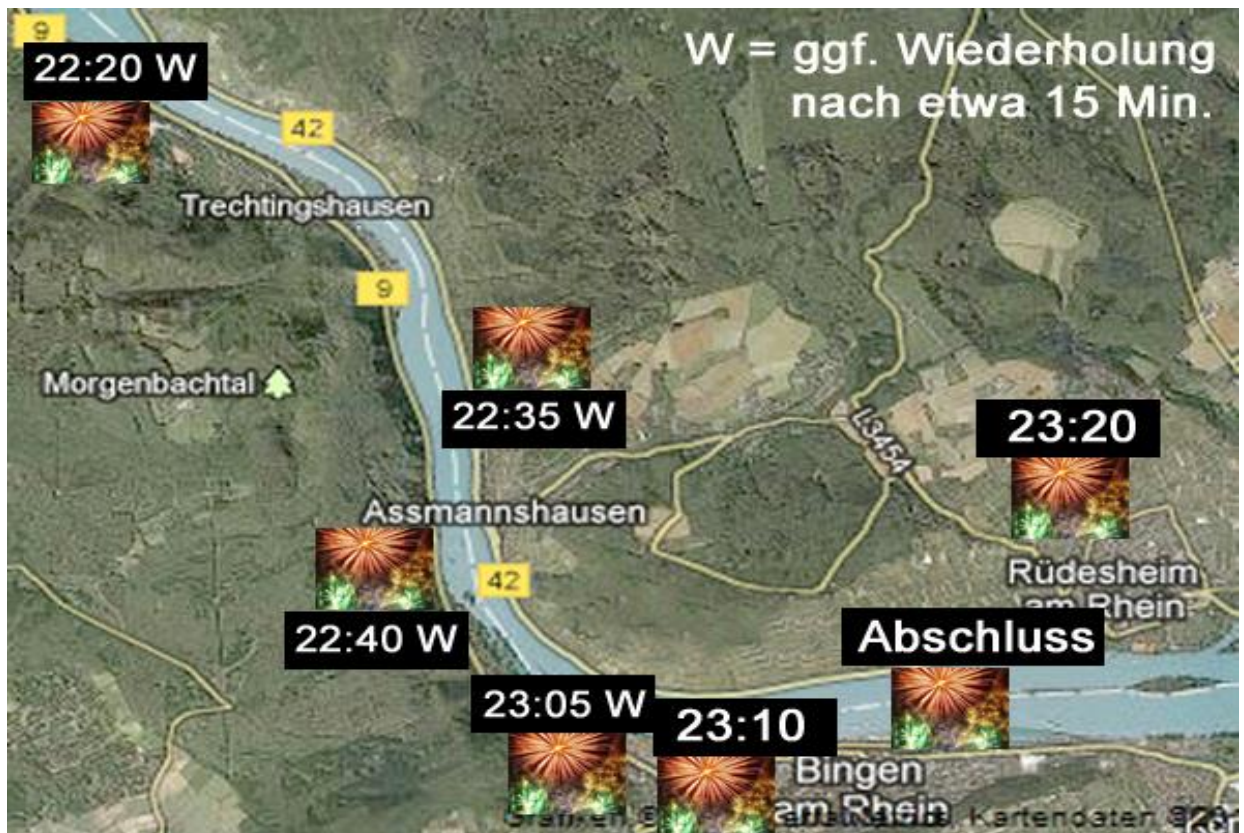 9
22:20 W
W = ggf. Wiederholung
nach etwa 15 Min.
42
Trechtingshausen
9
Morgenbachtal
22:35 W
L3454
23:20
Assmannshausen
42
Rüdesheim
am Rhein
22:40 W
Abschluss
23:05 W
23:10
Bingen
am Rhein
Kartendaten